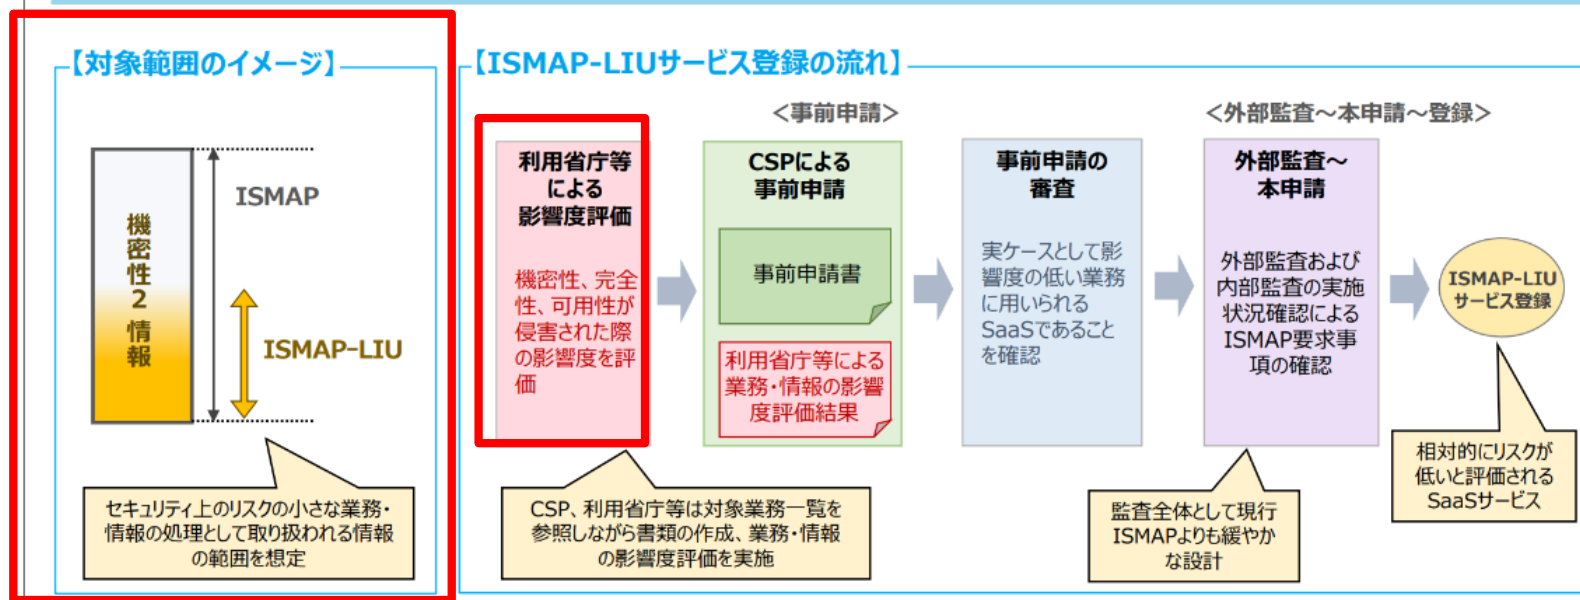 【対象範囲のイメージ】
ISMAP
機密性2情報
ISMAP-LIU
セキュリティ上のリスクの小さな業務・
情報の処理として取り扱われる情報
の範囲を想定
【ISMAP-LIUサービス登録の流れ】
＜事前申請＞
＜外部監査～本申請～登録＞
利用省庁等
による
影響度評価
機密性、完全
性、可用性が
侵害された際
の影響度を評
価
CSPによる
事前申請
事前申請書
利用省庁等による
業務・情報の影響
度評価結果
事前申請の
審査
実ケースとして影
響度の低い業務
に用いられる
SaaSであること
を確認
外部監査～
本申請
外部監査および
内部監査の実施
状況確認による
ISMAP要求事
項の確認
ISMAP-LIU
サービス登録
CSP、利用省庁等は対象業務一覧を
参照しながら書類の作成、業務・情報
の影響度評価を実施
監査全体として現行
ISMAPよりも緩やか
な設計
相対的にリスクが
低いと評価される
SaaSサービス